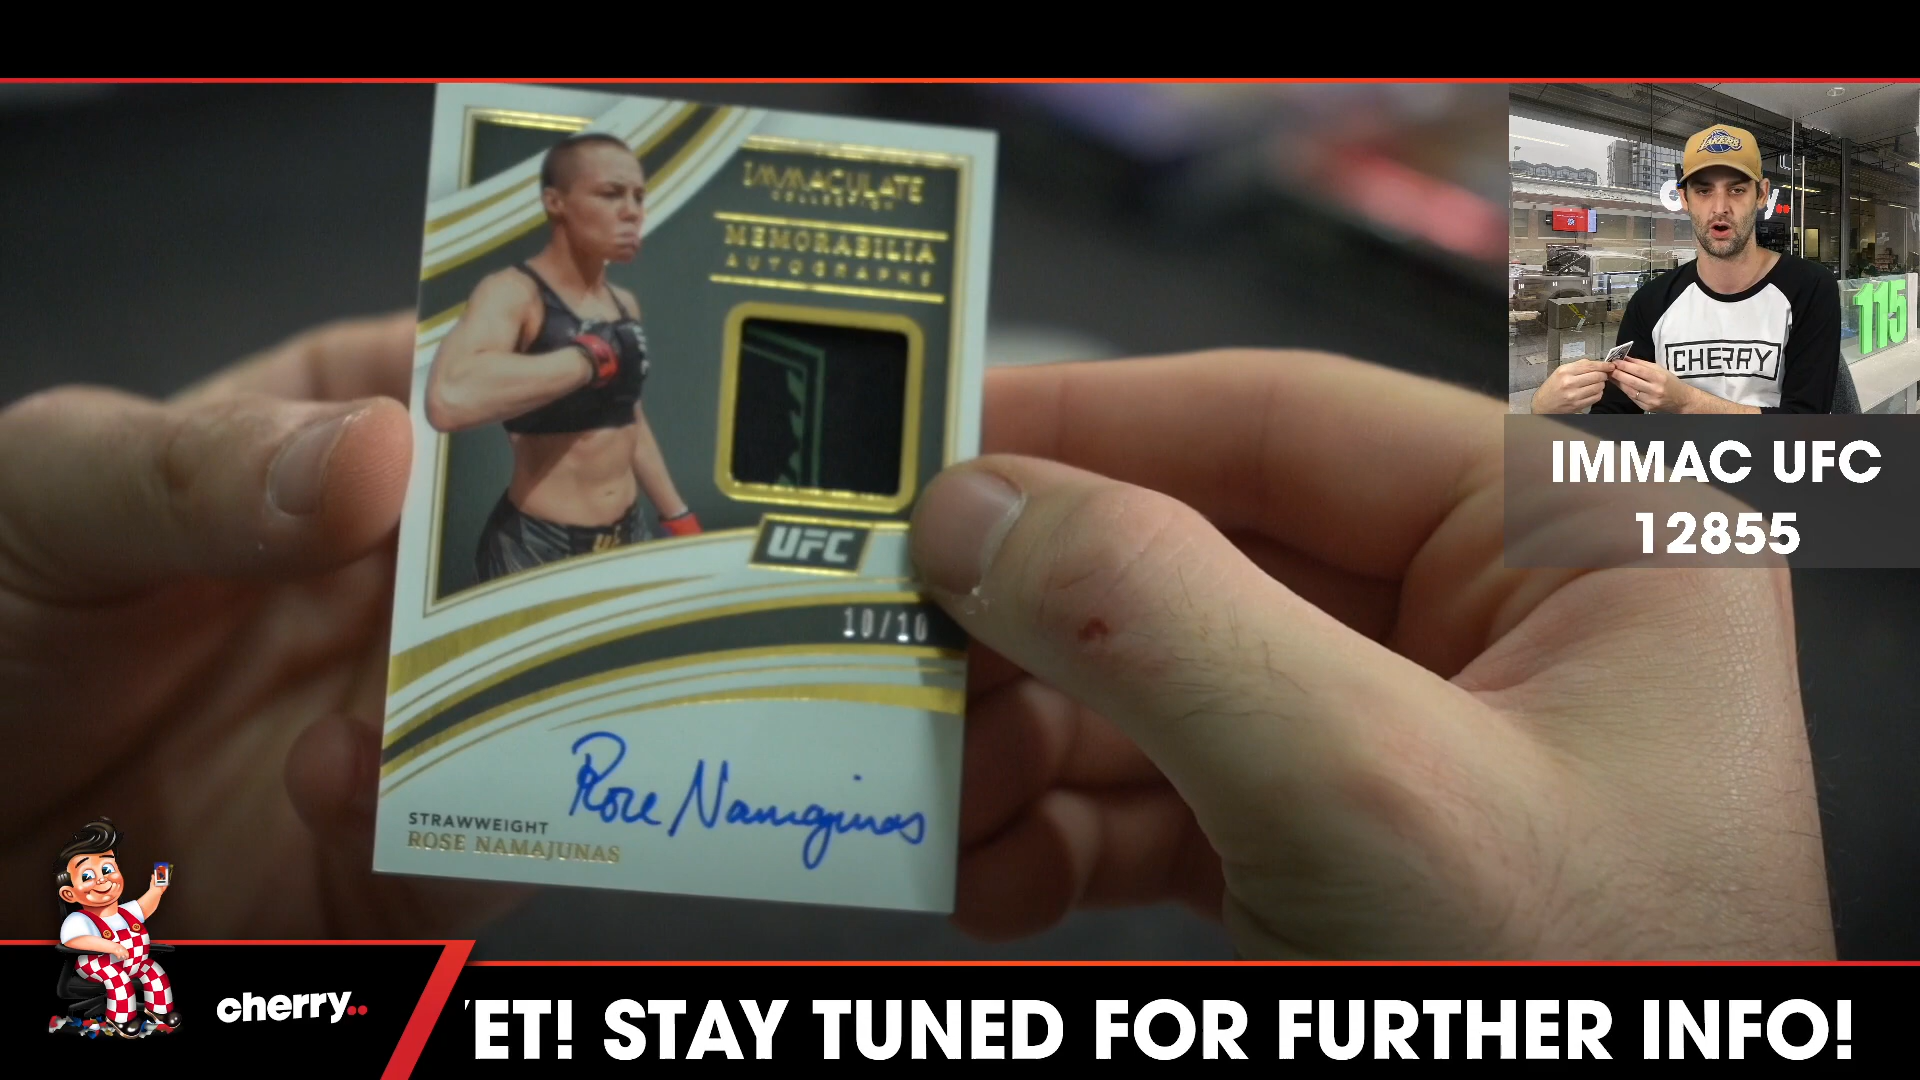 IMMACULATE
COLLECTION
MEMORABILIA
AUTOGRAPHS
UFC
10/10
Rose Namajunas
STRAWWEIGHT
ROSE NAMAJUNAS
LAKERS
CHERRY
115
IMMAC UFC
12855
cherry..
ET! STAY TUNED FOR FURTHER INFO!